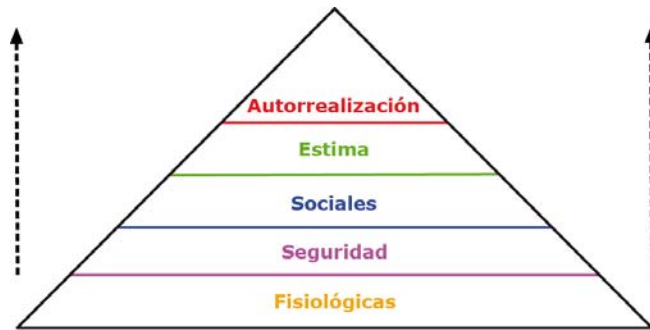 Autorrealización
Estima
Sociales
Seguridad
Fisiológicas